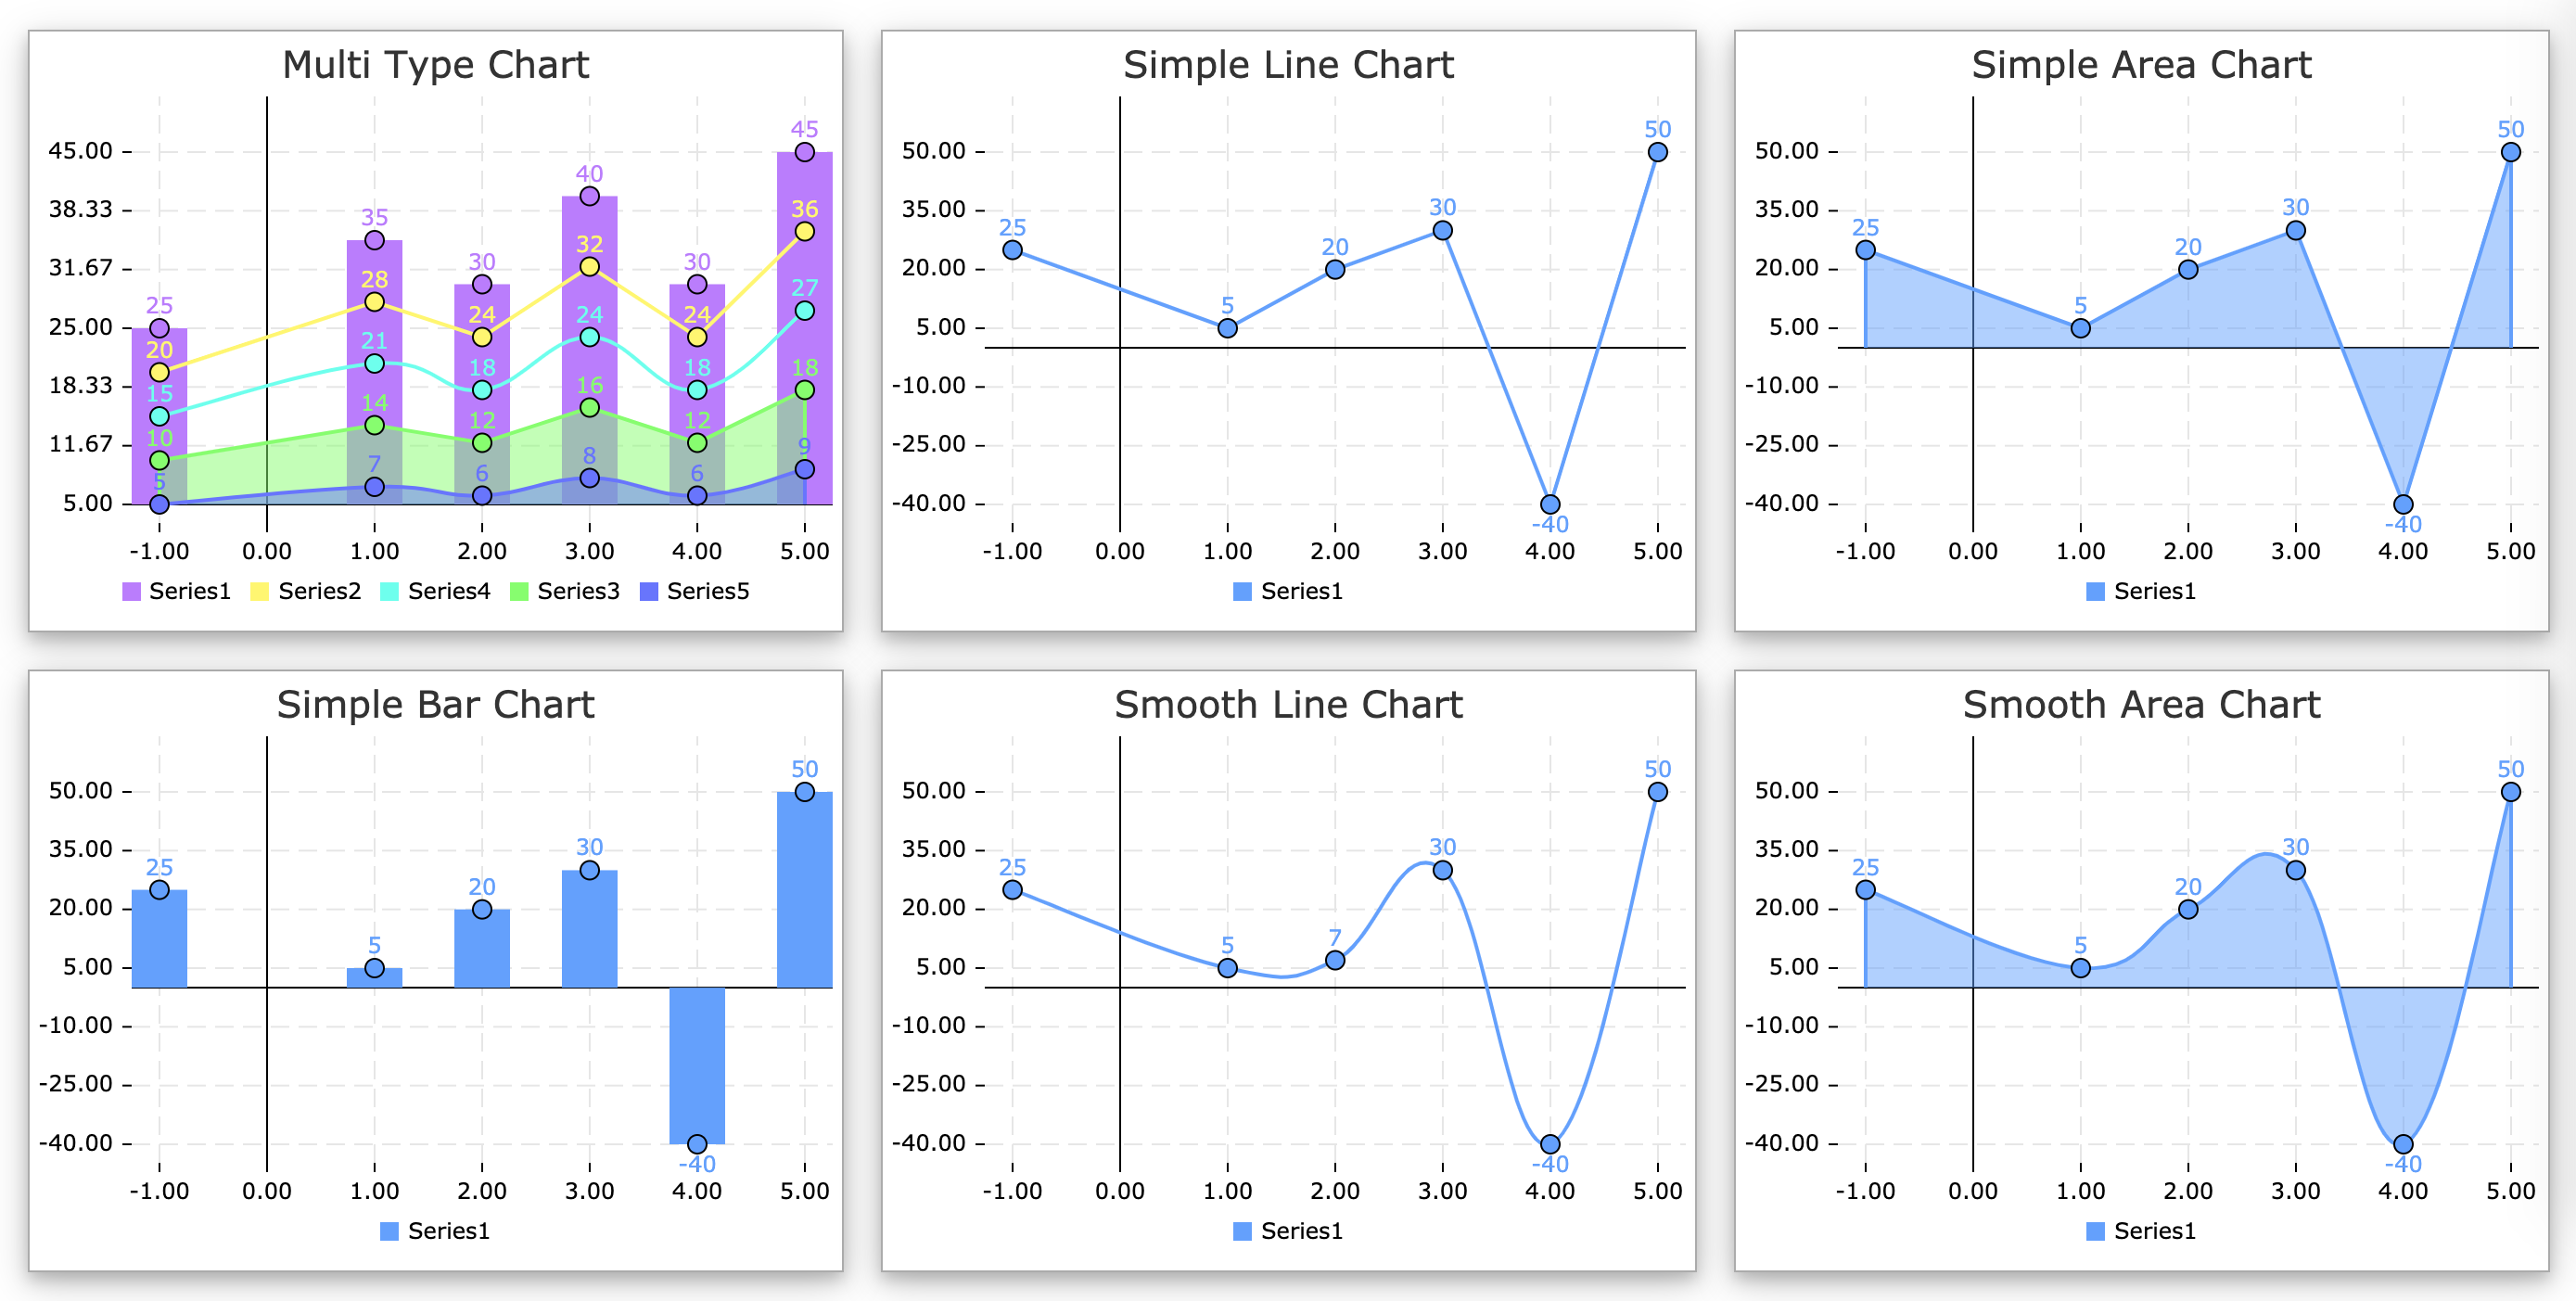 Multi Type Chart
45.00
38.33
31.67
25.00
18.33
11.67
5.00
25 35 30 40 30 45
20 28 24 32 24 36
15 21 18 24 18 27
10 14 12 16 12 18
5 7 6 8 6 9
-1.00 0.00 1.00 2.00 3.00 4.00 5.00
Series1 Series2 Series4 Series3 Series5
Simple Line Chart
50.00
35.00
20.00
5.00
-10.00
-25.00
-40.00
25 5 20 30 -40 50
-1.00 0.00 1.00 2.00 3.00 4.00 5.00
Series1
Simple Area Chart
50.00
35.00
20.00
5.00
-10.00
-25.00
-40.00
25 5 20 30 -40 50
-1.00 0.00 1.00 2.00 3.00 4.00 5.00
Series1
Simple Bar Chart
50.00
35.00
20.00
5.00
-10.00
-25.00
-40.00
25 5 20 30 -40 50
-1.00 0.00 1.00 2.00 3.00 4.00 5.00
Series1
Smooth Line Chart
50.00
35.00
20.00
5.00
-10.00
-25.00
-40.00
25 5 7 30 -40 50
-1.00 0.00 1.00 2.00 3.00 4.00 5.00
Series1
Smooth Area Chart
50.00
35.00
20.00
5.00
-10.00
-25.00
-40.00
25 5 20 30 -40 50
-1.00 0.00 1.00 2.00 3.00 4.00 5.00
Series1